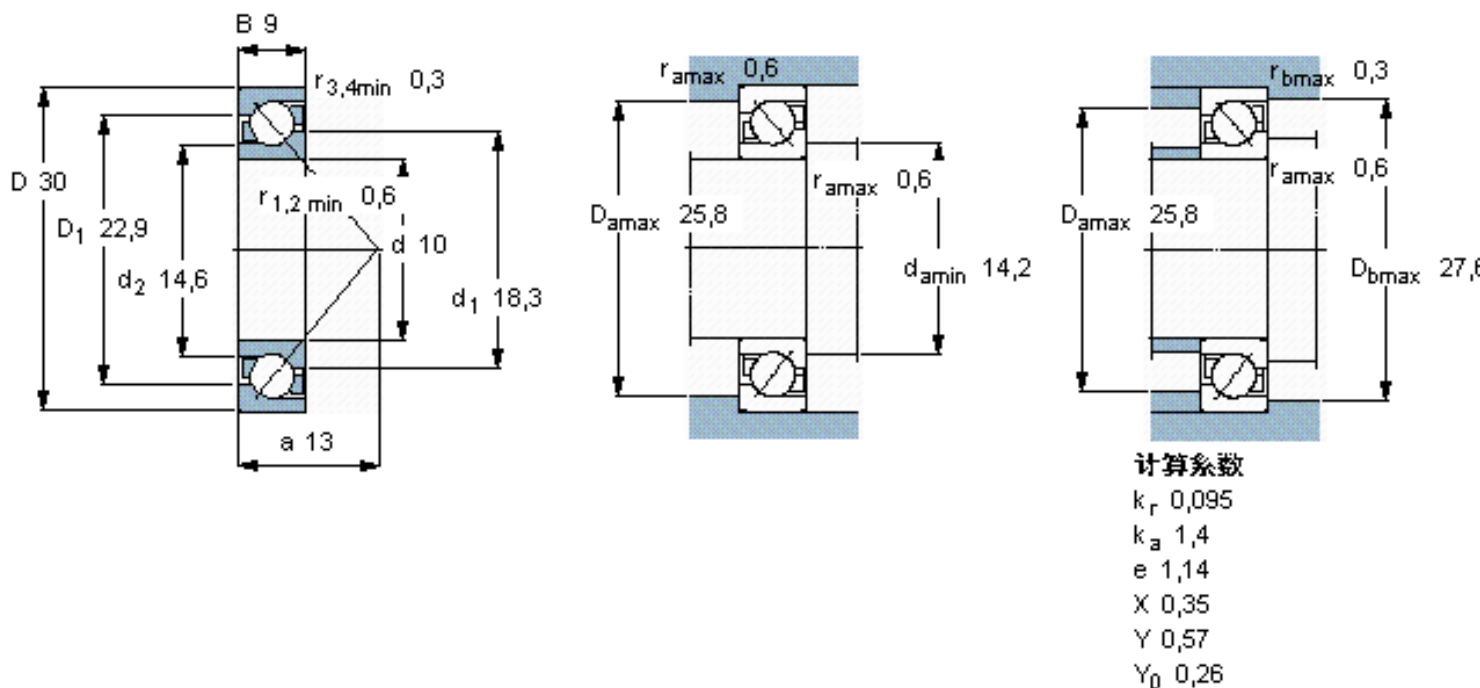 B 9
r3,4min 0,3
D 30
D1 22,9
d2 14,6
r1,2 min 0,6
d 10
d1 18,3
a 13
ramax 0,6
ramax 0,6
Damax 25,8
damin 14,2
rbmax 0,3
ramax 0,6
Damax 25,8
Dbmax 27,6
计算系数
kr 0,095
ka 1,4
e 1,14
X 0,35
Y 0,57
Y0 0,26